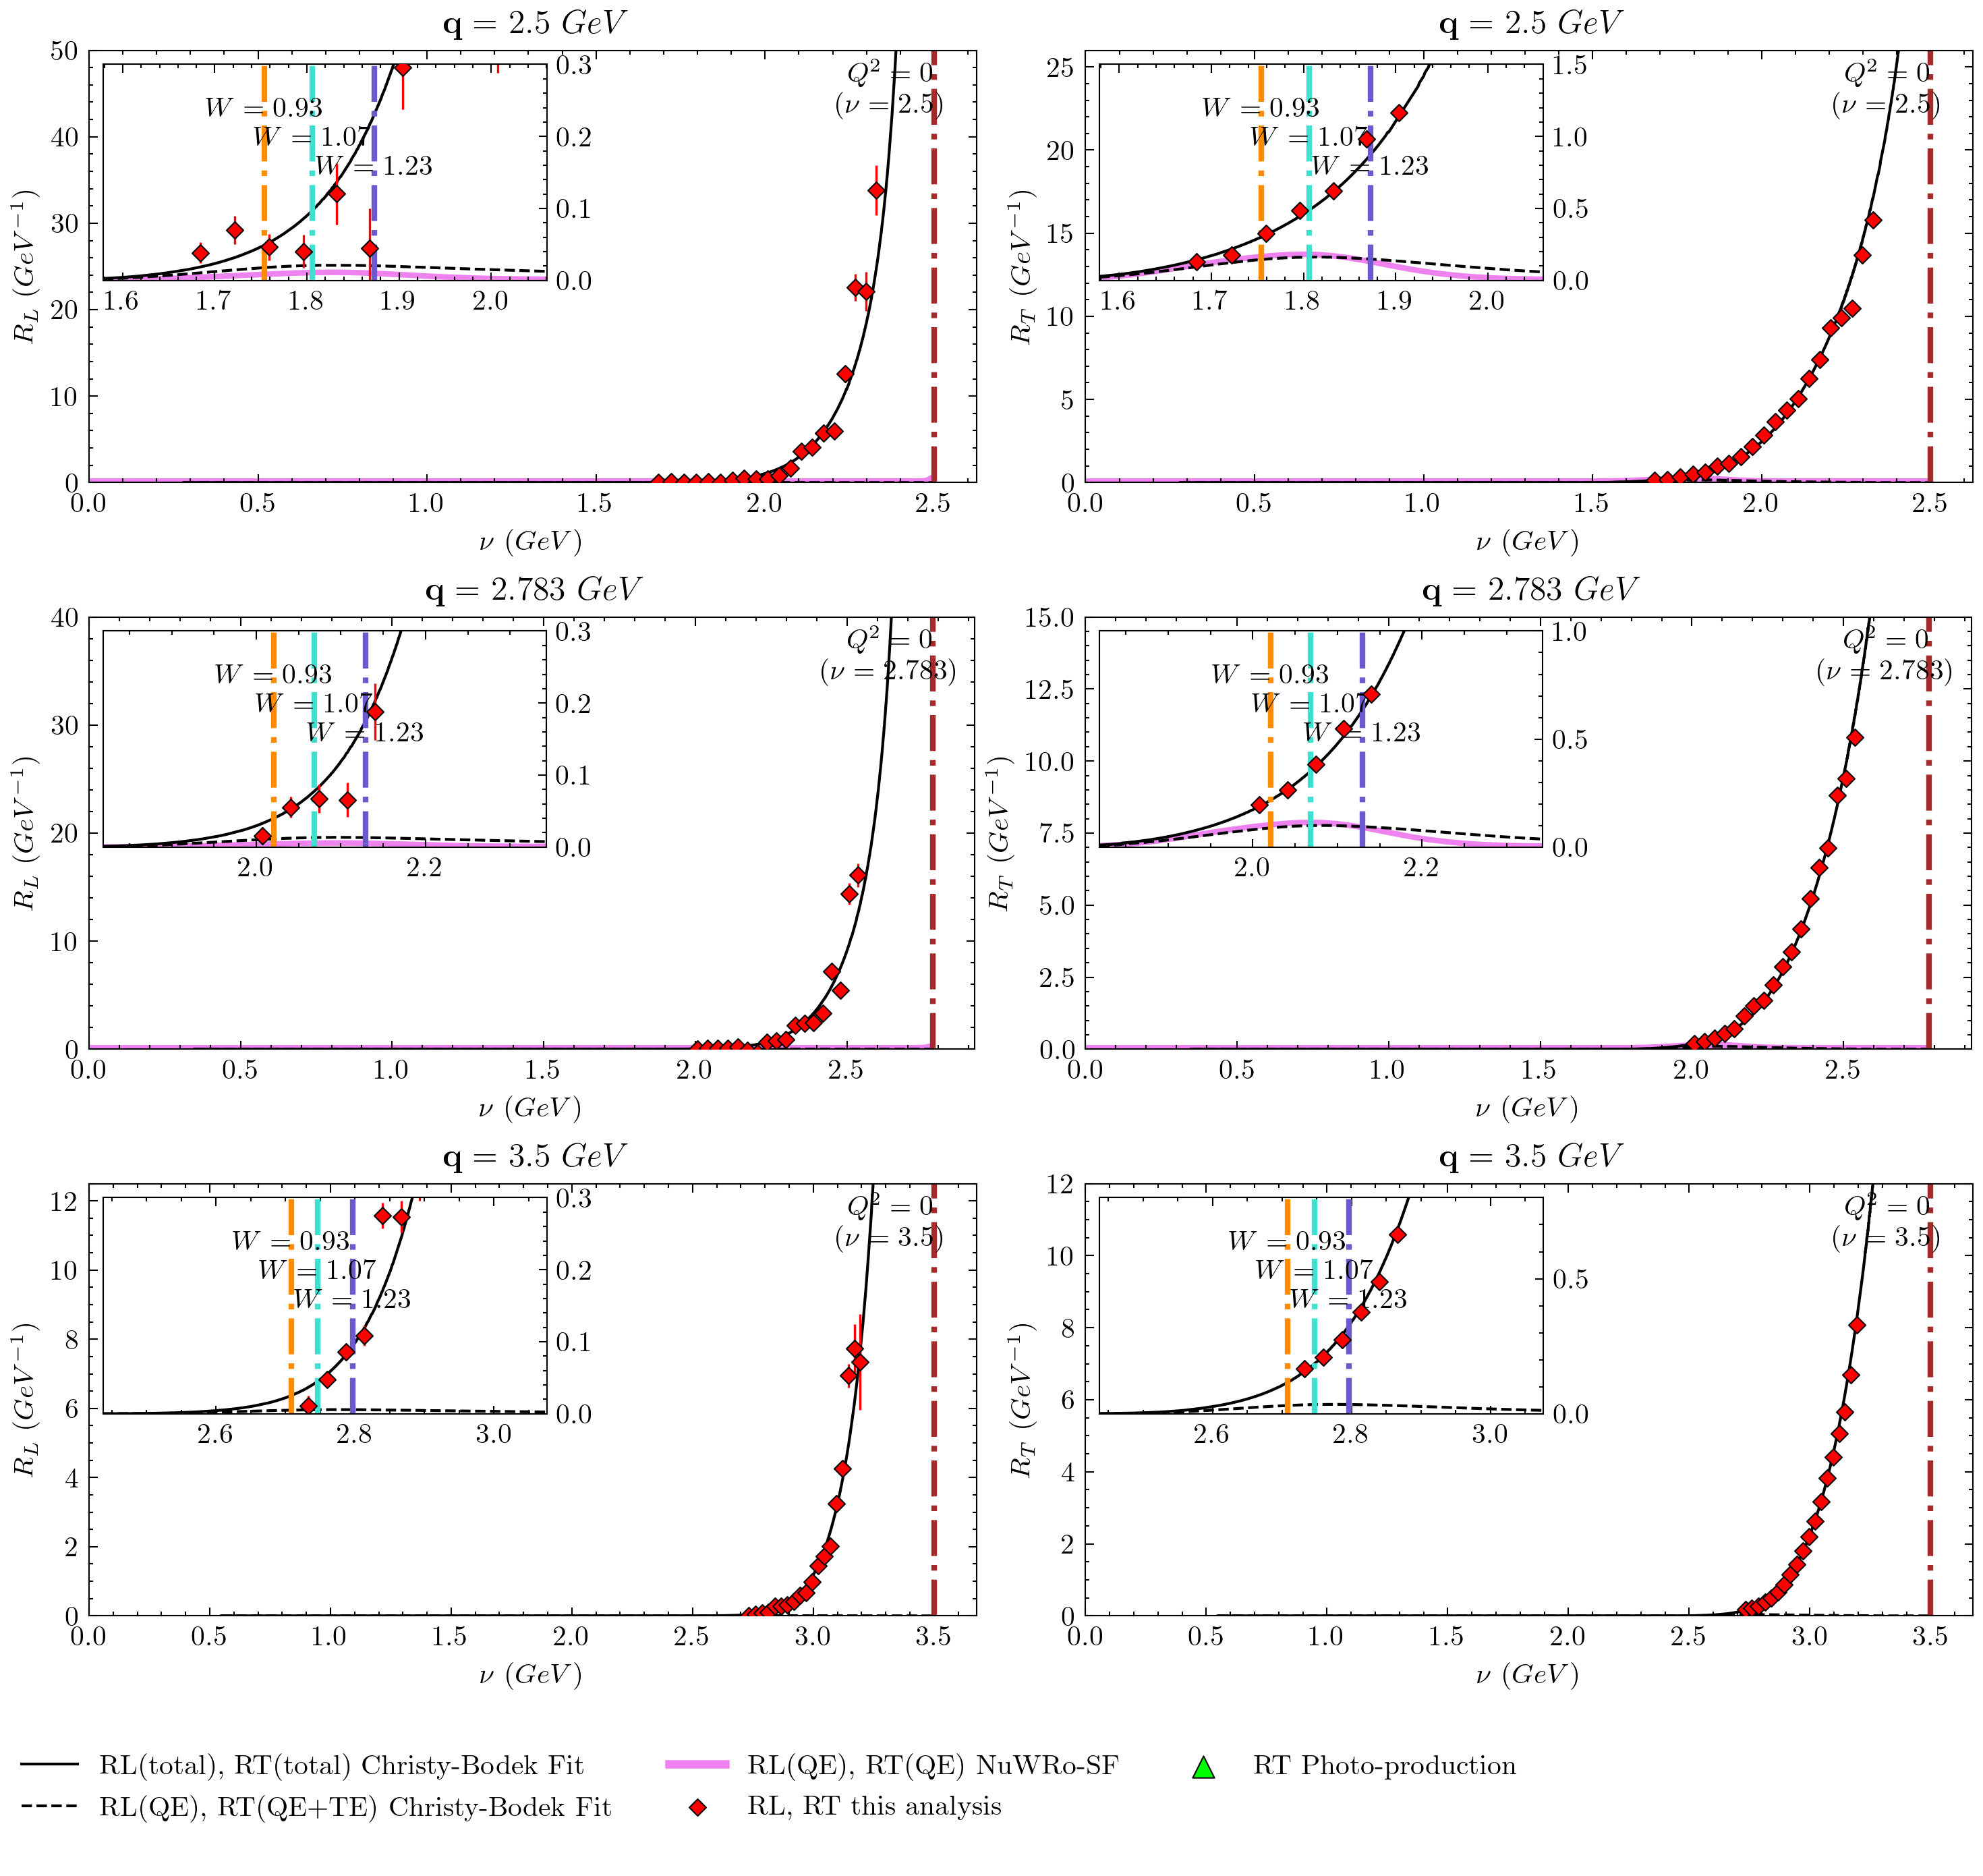 q = 2.5 GeV
50
40
30
20
10
0
R_L (GeV⁻¹)
0.0 0.5 1.0 1.5 2.0 2.5
ν (GeV)
Q² = 0
(ν = 2.5)
W = 0.93
W = 1.07
W = 1.23
0.3
0.2
0.1
0.0
1.6 1.7 1.8 1.9 2.0
q = 2.5 GeV
25
20
15
10
5
0
R_T (GeV⁻¹)
0.0 0.5 1.0 1.5 2.0 2.5
ν (GeV)
Q² = 0
(ν = 2.5)
W = 0.93
W = 1.07
W = 1.23
1.5
1.0
0.5
0.0
1.6 1.7 1.8 1.9 2.0
q = 2.783 GeV
40
30
20
10
0
R_L (GeV⁻¹)
0.0 0.5 1.0 1.5 2.0 2.5
ν (GeV)
Q² = 0
(ν = 2.783)
W = 0.93
W = 1.07
W = 1.23
0.3
0.2
0.1
0.0
2.0 2.2
q = 2.783 GeV
15.0
12.5
10.0
7.5
5.0
2.5
0.0
R_T (GeV⁻¹)
0.0 0.5 1.0 1.5 2.0 2.5
ν (GeV)
Q² = 0
(ν = 2.783)
W = 0.93
W = 1.07
W = 1.23
1.0
0.5
0.0
2.0 2.2
q = 3.5 GeV
12
10
8
6
4
2
0
R_L (GeV⁻¹)
0.0 0.5 1.0 1.5 2.0 2.5 3.0 3.5
ν (GeV)
Q² = 0
(ν = 3.5)
W = 0.93
W = 1.07
W = 1.23
0.3
0.2
0.1
0.0
2.6 2.8 3.0
q = 3.5 GeV
12
10
8
6
4
2
0
R_T (GeV⁻¹)
0.0 0.5 1.0 1.5 2.0 2.5 3.0 3.5
ν (GeV)
Q² = 0
(ν = 3.5)
W = 0.93
W = 1.07
W = 1.23
0.5
0.0
2.6 2.8 3.0
RL(total), RT(total) Christy-Bodek Fit
RL(QE), RT(QE+TE) Christy-Bodek Fit
RL(QE), RT(QE) NuWRo-SF
RL, RT this analysis
RT Photo-production